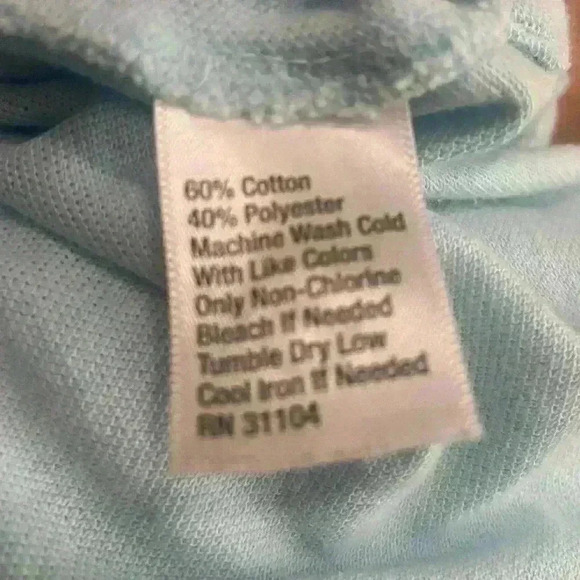 60% Cotton
40% Polyester
Machine Wash Cold
With Like Colors
Only Non-Chlorine
Bleach If Needed
Tumble Dry Low
Cool Iron If Needed
RN 31104